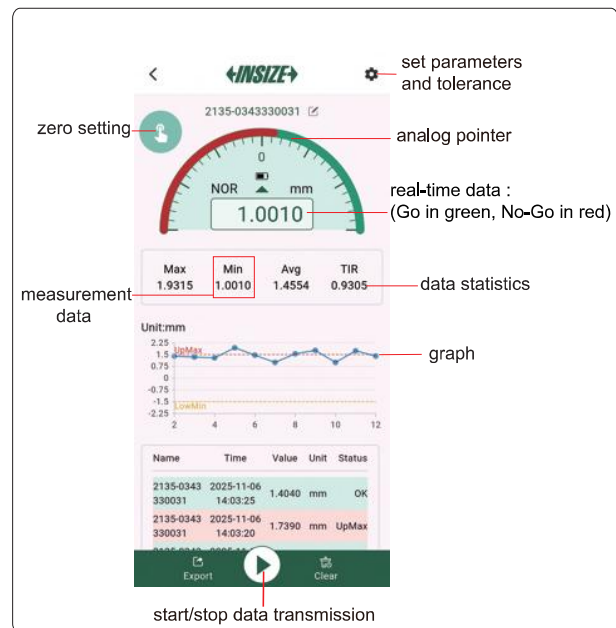 INSIZE
set parameters
and tolerance
2135-0343330031
zero setting
analog pointer
0
NOR mm
1.0010
real-time data :
(Go in green, No-Go in red)
Max Min Avg TIR
1.9315 1.0010 1.4554 0.9305
data statistics
measurement
data
Unit:mm
2.25
UpMax
1.5
0.75
0
-0.75
-1.5
LowMin
-2.25
2 4 6 8 10 12
graph
Name Time Value Unit Status
2135-0343 2025-11-06
330031 14:03:25 1.4040 mm OK
2135-0343 2025-11-06
330031 14:03:20 1.7390 mm UpMax
Export Clear
start/stop data transmission